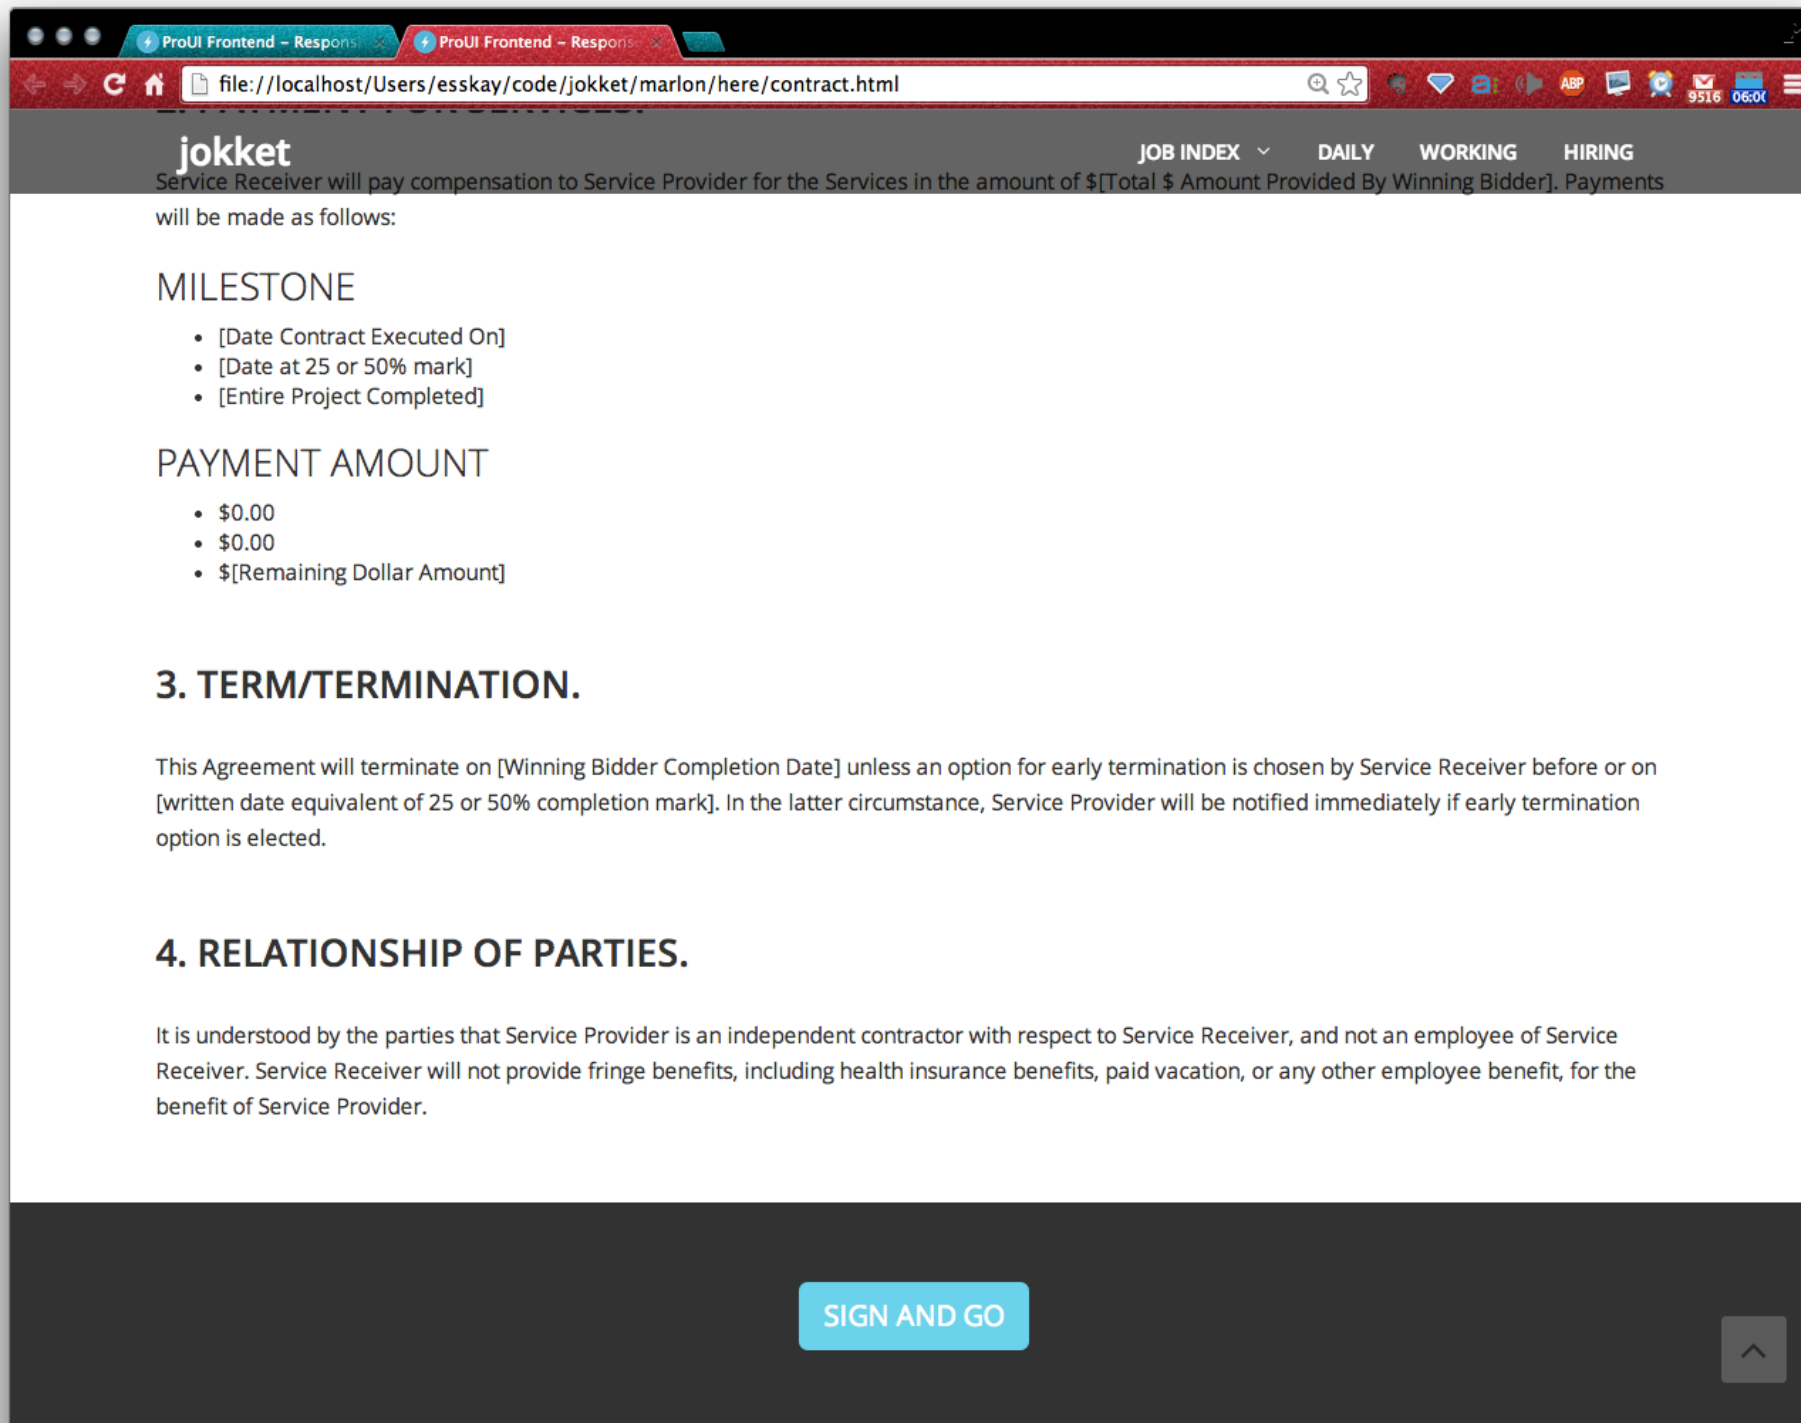 ProUI Frontend – Respons
ProUI Frontend – Respons
file://localhost/Users/esskay/code/jokket/marlon/here/contract.html
a:
ABP
9516
06:0
2. PAYMENT FOR SERVICES.
jokket
JOB INDEX DAILY WORKING HIRING
Service Receiver will pay compensation to Service Provider for the Services in the amount of $[Total $ Amount Provided By Winning Bidder]. Payments
will be made as follows:
MILESTONE
• [Date Contract Executed On]
• [Date at 25 or 50% mark]
• [Entire Project Completed]
PAYMENT AMOUNT
• $0.00
• $0.00
• $[Remaining Dollar Amount]
3. TERM/TERMINATION.
This Agreement will terminate on [Winning Bidder Completion Date] unless an option for early termination is chosen by Service Receiver before or on
[written date equivalent of 25 or 50% completion mark]. In the latter circumstance, Service Provider will be notified immediately if early termination
option is elected.
4. RELATIONSHIP OF PARTIES.
It is understood by the parties that Service Provider is an independent contractor with respect to Service Receiver, and not an employee of Service
Receiver. Service Receiver will not provide fringe benefits, including health insurance benefits, paid vacation, or any other employee benefit, for the
benefit of Service Provider.
SIGN AND GO